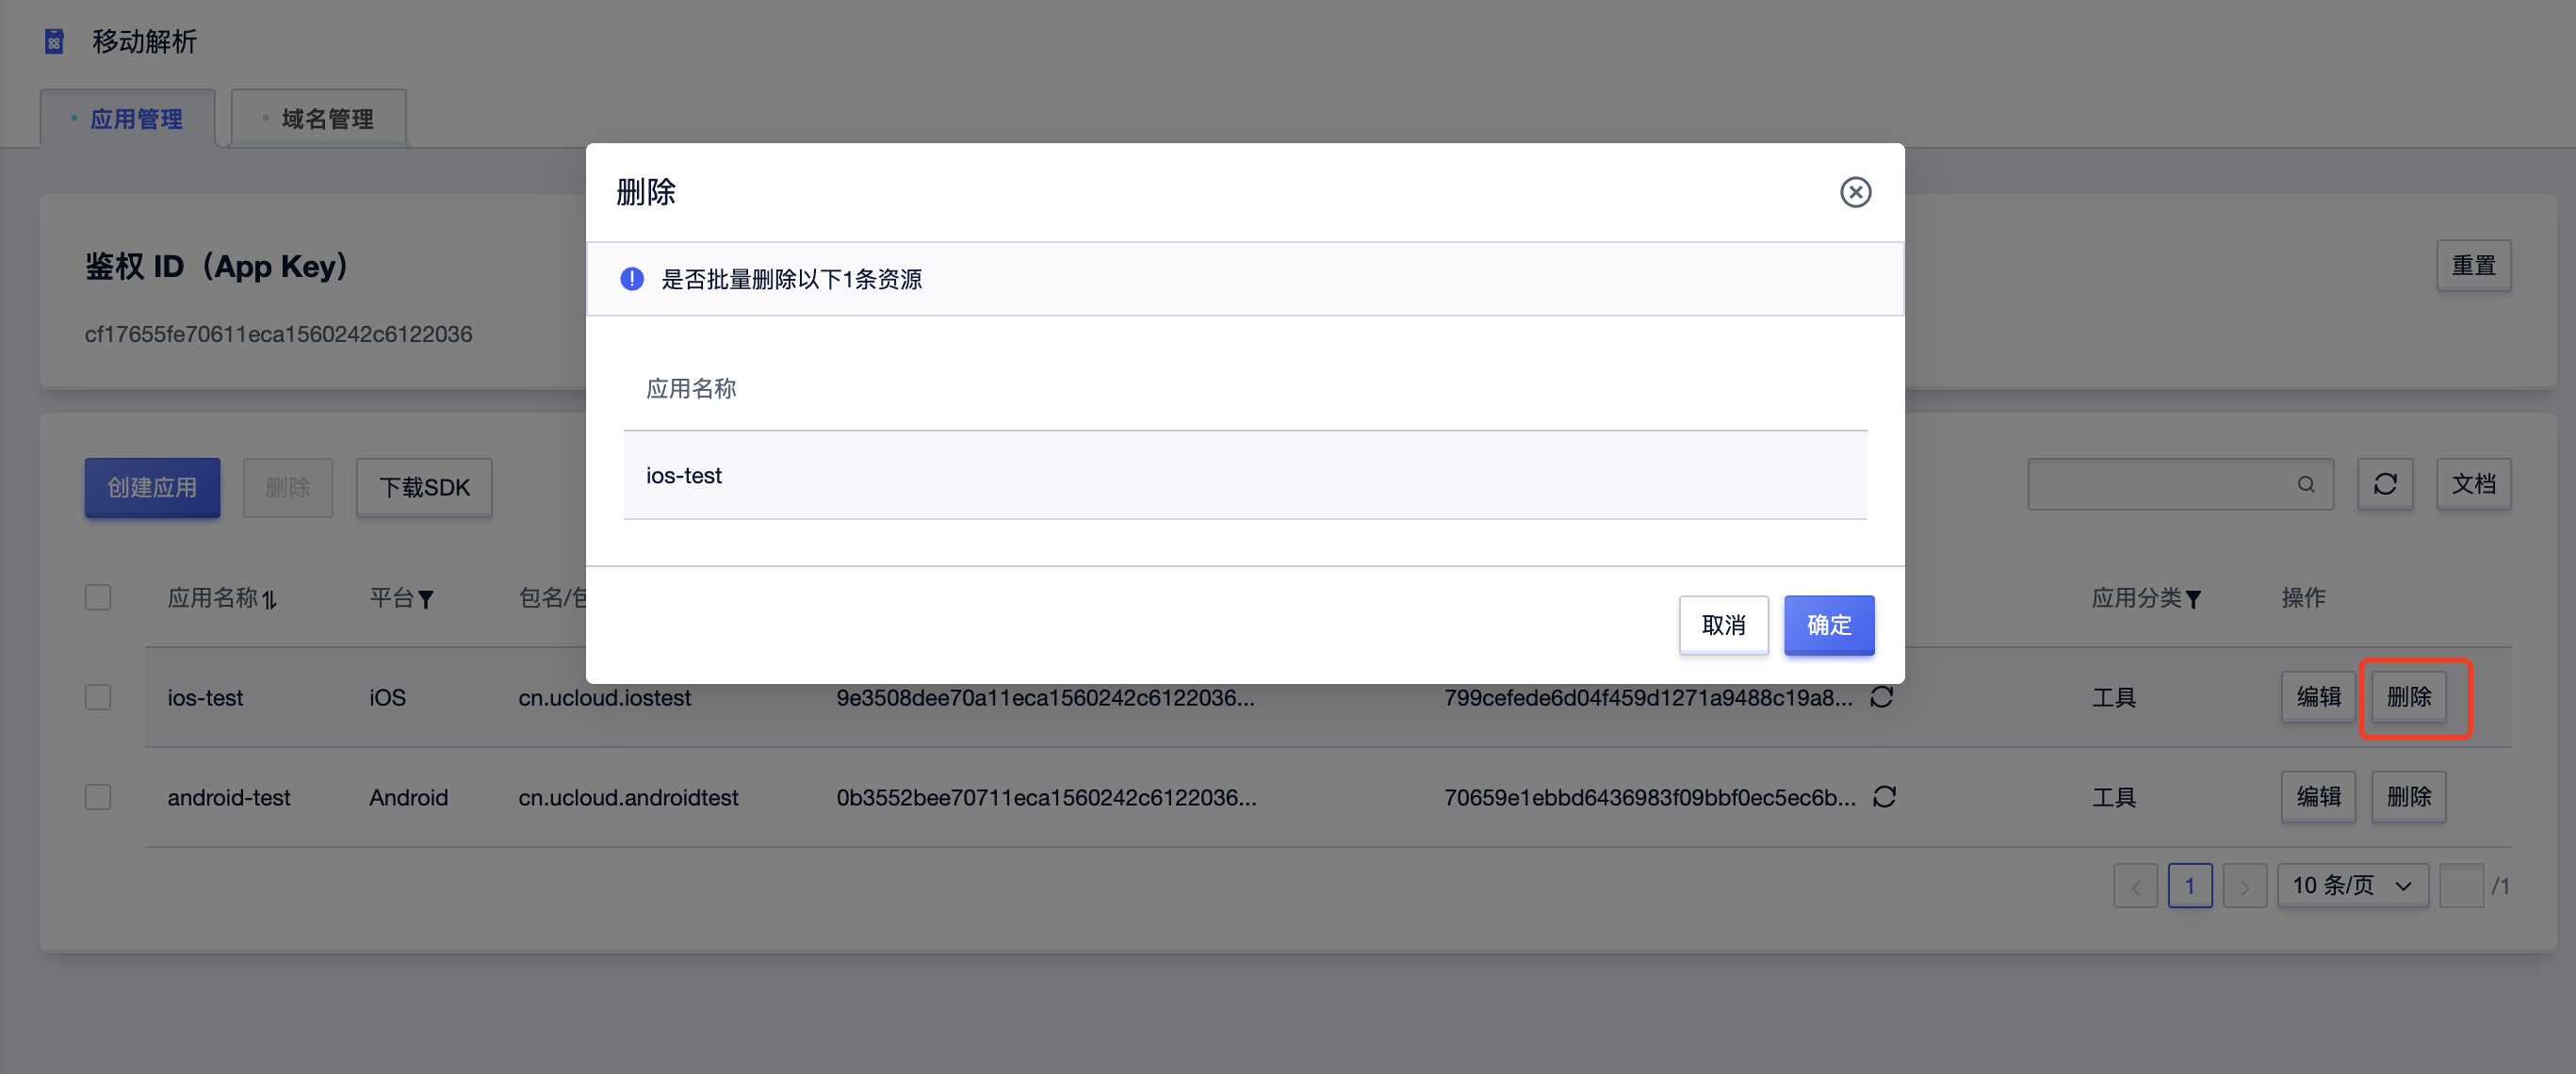 移动解析
应用管理
域名管理
鉴权 ID（App Key）
重置
cf17655fe70611eca1560242c6122036
删除
是否批量删除以下1条资源
应用名称
ios-test
取消
确定
创建应用
删除
下载SDK
文档
应用名称
平台
包名/包
应用分类
操作
ios-test iOS cn.ucloud.iostest 9e3508dee70a11eca1560242c6122036... 799cefede6d04f459d1271a9488c19a8... 工具 编辑 删除
android-test Android cn.ucloud.androidtest 0b3552bee70711eca1560242c6122036... 70659e1ebbd6436983f09bbf0ec5ec6b... 工具 编辑 删除
1 10 条/页 /1